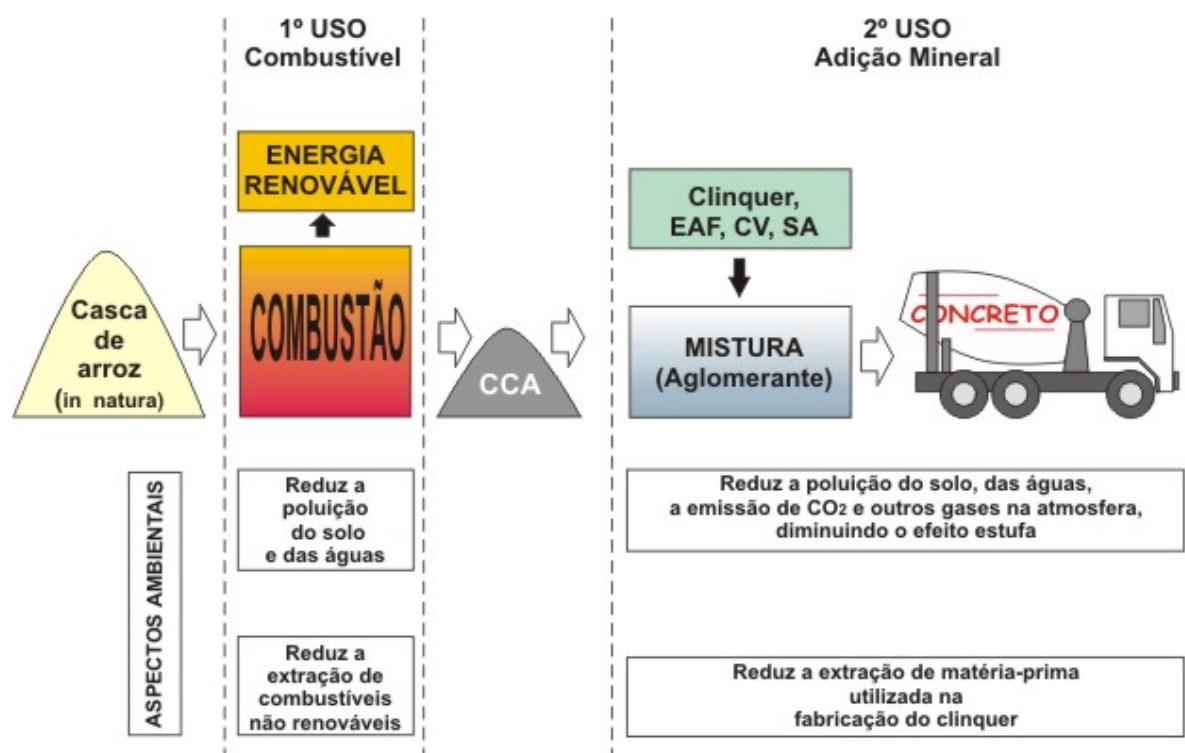 1º USO
Combustível
2º USO
Adição Mineral
ENERGIA
RENOVÁVEL
Clinquer,
EAF, CV, SA
Casca
de
arroz
(in natura)
COMBUSTÃO
CCA
MISTURA
(Aglomerante)
CONCRETO
ASPECTOS AMBIENTAIS
Reduz a
poluição
do solo
e das águas
Reduz a poluição do solo, das águas,
a emissão de CO2 e outros gases na atmosfera,
diminuindo o efeito estufa
Reduz a
extração de
combustíveis
não renováveis
Reduz a extração de matéria-prima
utilizada na
fabricação do clinquer